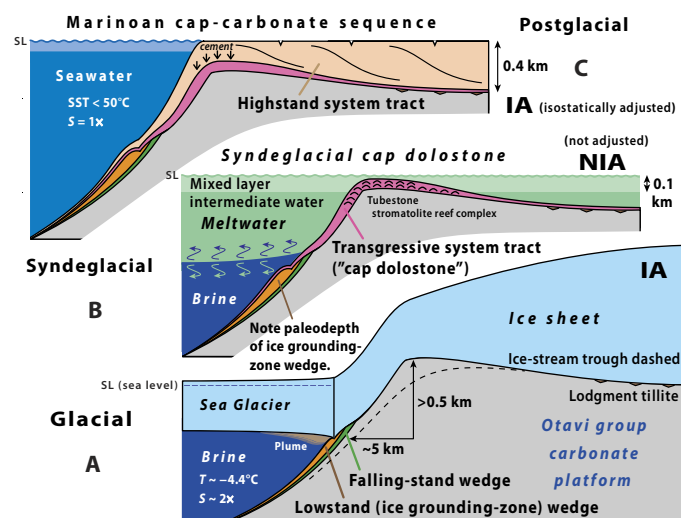 Marinoan cap-carbonate sequence
Postglacial
SL
cement
Seawater
SST < 50°C
S = 1x
Highstand system tract
0.4 km
C
IA (isostatically adjusted)
(not adjusted)
Syndeglacial cap dolostone
NIA
SL
Mixed layer
intermediate water
Meltwater
Tubestone
stromatolite reef complex
0.1
km
Transgressive system tract
("cap dolostone")
Syndeglacial
B
Brine
Note paleodepth
of ice grounding-
zone wedge.
IA
Ice sheet
Ice-stream trough dashed
SL (sea level)
Lodgment tillite
Glacial
Sea Glacier
>0.5 km
A
Plume
~5 km
Brine
T ~ −4.4°C
S ~ 2x
Otavi group
carbonate
platform
Falling-stand wedge
Lowstand (ice grounding-zone) wedge